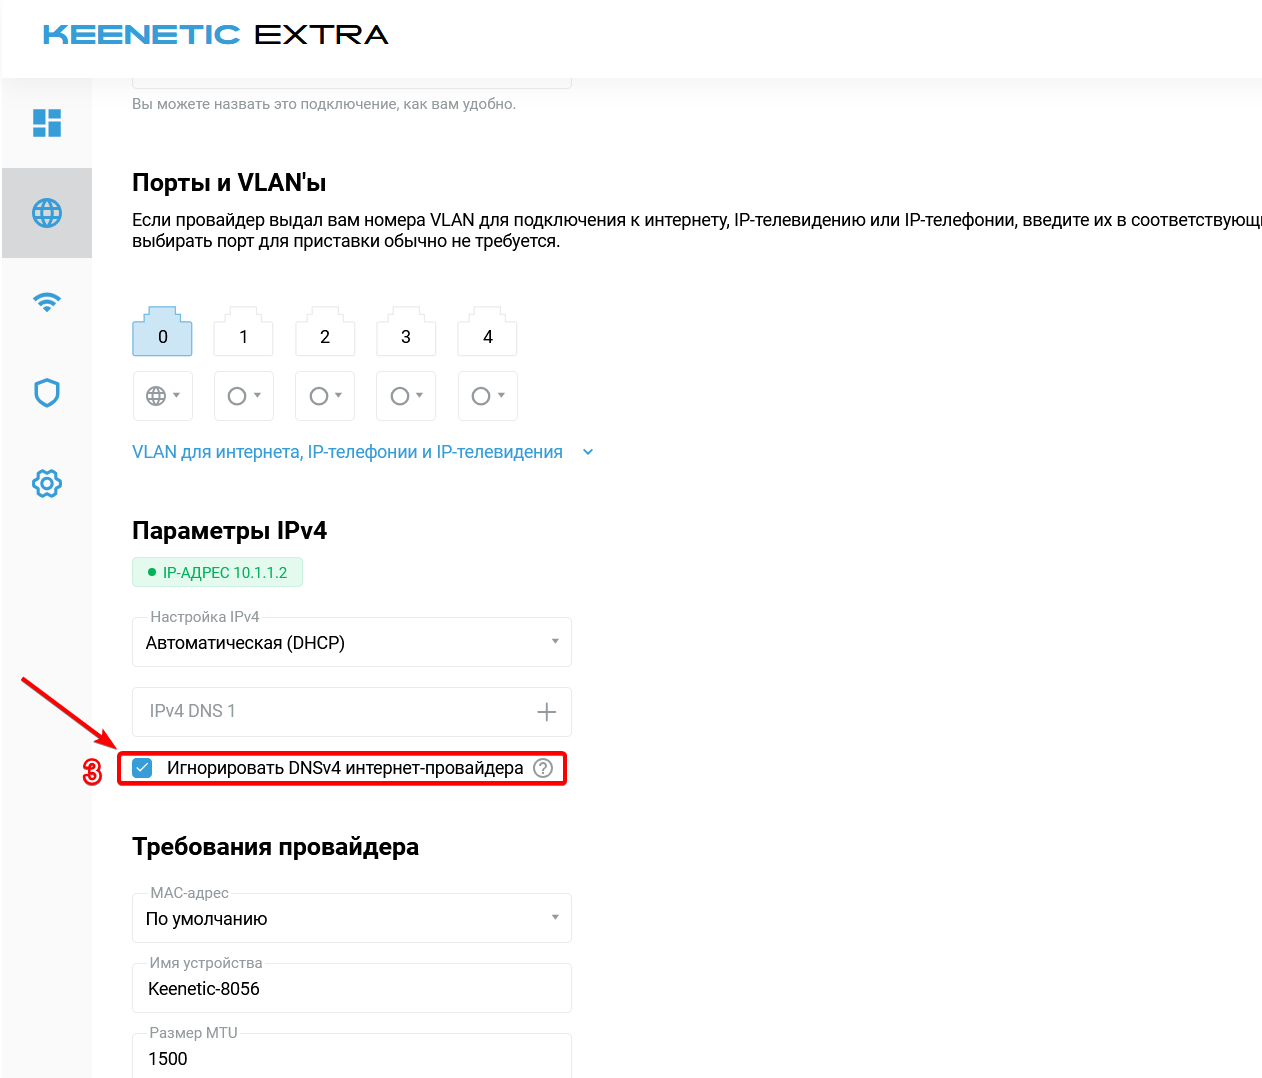 KEENETIC EXTRA
Вы можете назвать это подключение, как вам удобно.
Порты и VLAN'ы
Если провайдер выдал вам номера VLAN для подключения к интернету, IP-телевидению или IP-телефонии, введите их в соответствующи
выбирать порт для приставки обычно не требуется.
0 1 2 3 4
VLAN для интернета, IP-телефонии и IP-телевидения
Параметры IPv4
IP-АДРЕС 10.1.1.2
Настройка IPv4
Автоматическая (DHCP)
IPv4 DNS 1
3 Игнорировать DNSv4 интернет-провайдера ?
Требования провайдера
MAC-адрес
По умолчанию
Имя устройства
Keenetic-8056
Размер MTU
1500